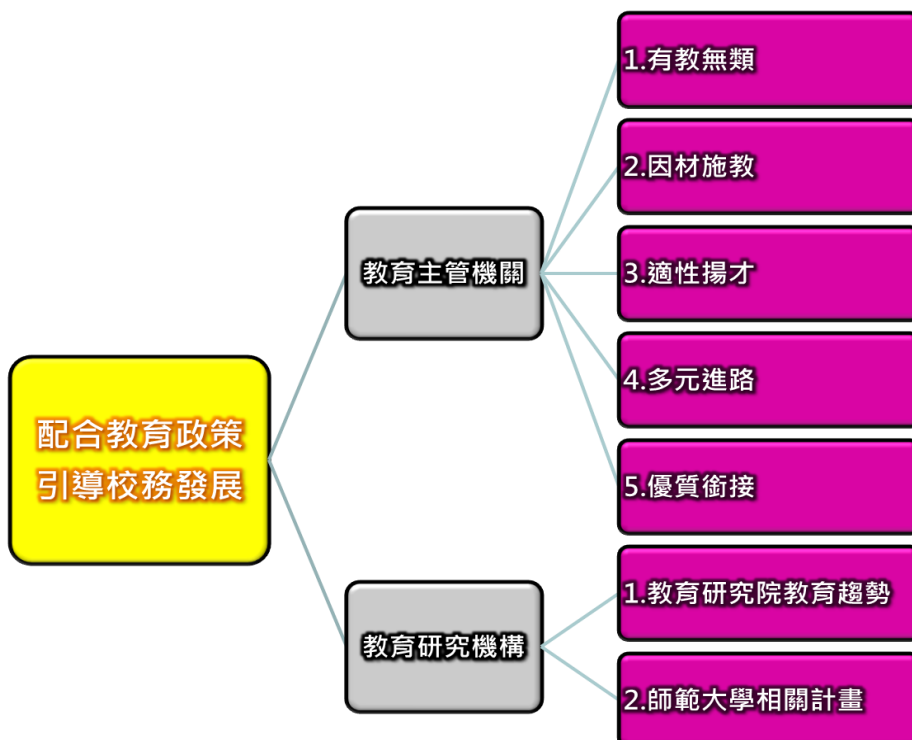 配合教育政策
引導校務發展
教育主管機關
1.有教無類
2.因材施教
3.適性揚才
4.多元進路
5.優質銜接
教育研究機構
1.教育研究院教育趨勢
2.師範大學相關計畫